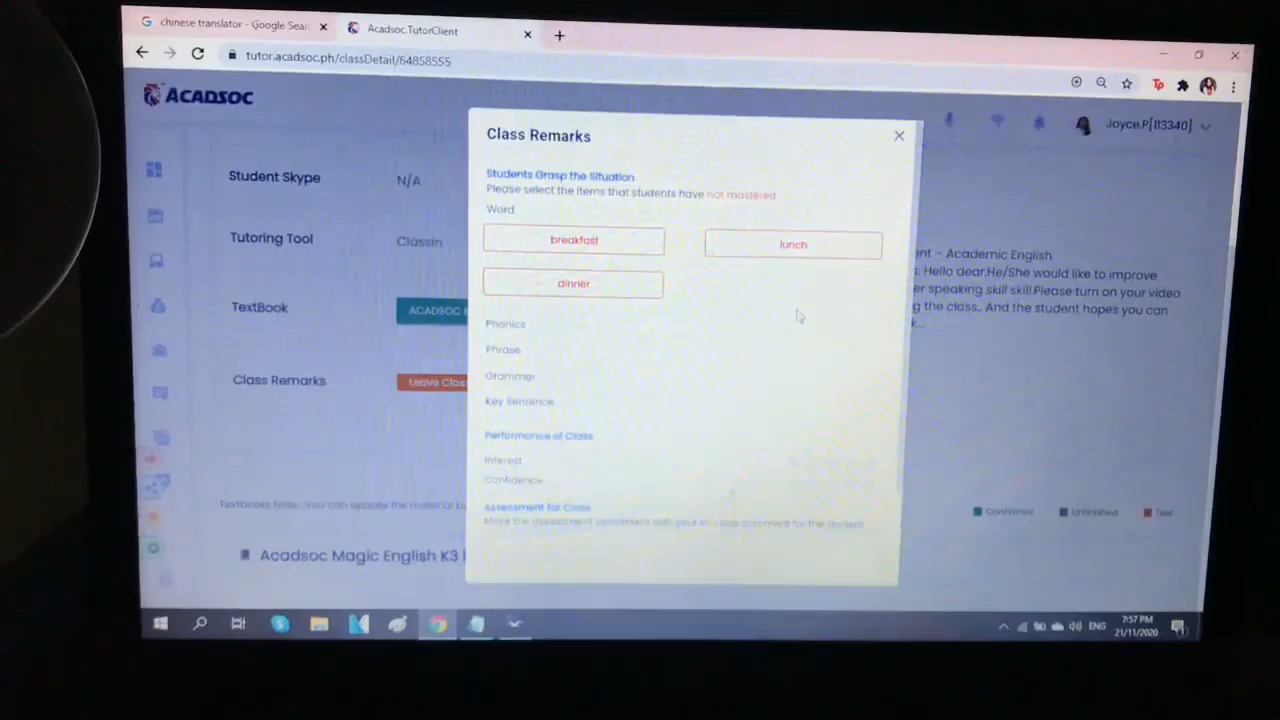 chinese translator - Google Sear
Acadsoc.TutorClient
tutor.acadsoc.ph/classDetail/64858555
Tp
ACADSOC
Joyce.P[113340]
Class Remarks
Students Grasp the Situation
Please select the items that students have not mastered
Word
breakfast
lunch
dinner
Phonics
Phrase
Grammar
Key Sentence
Performance of Class
Interest
Confidence
Assessment for Class
Make the assessment consistent with your in-class comment for the student
Student Skype
N/A
Tutoring Tool
ClassIn
TextBook
ACADSOC
Class Remarks
Leave Clas
nt - Academic English
s: Hello dear,He/She would like to improve
er speaking skill skill.Please turn on your video
g the class.. And the student hopes you can
k...
Textbooks Note: You can update the material b
Confirmed
Unfinished
Test
Acadsoc Magic English K3
ENG
7:57 PM
21/11/2020